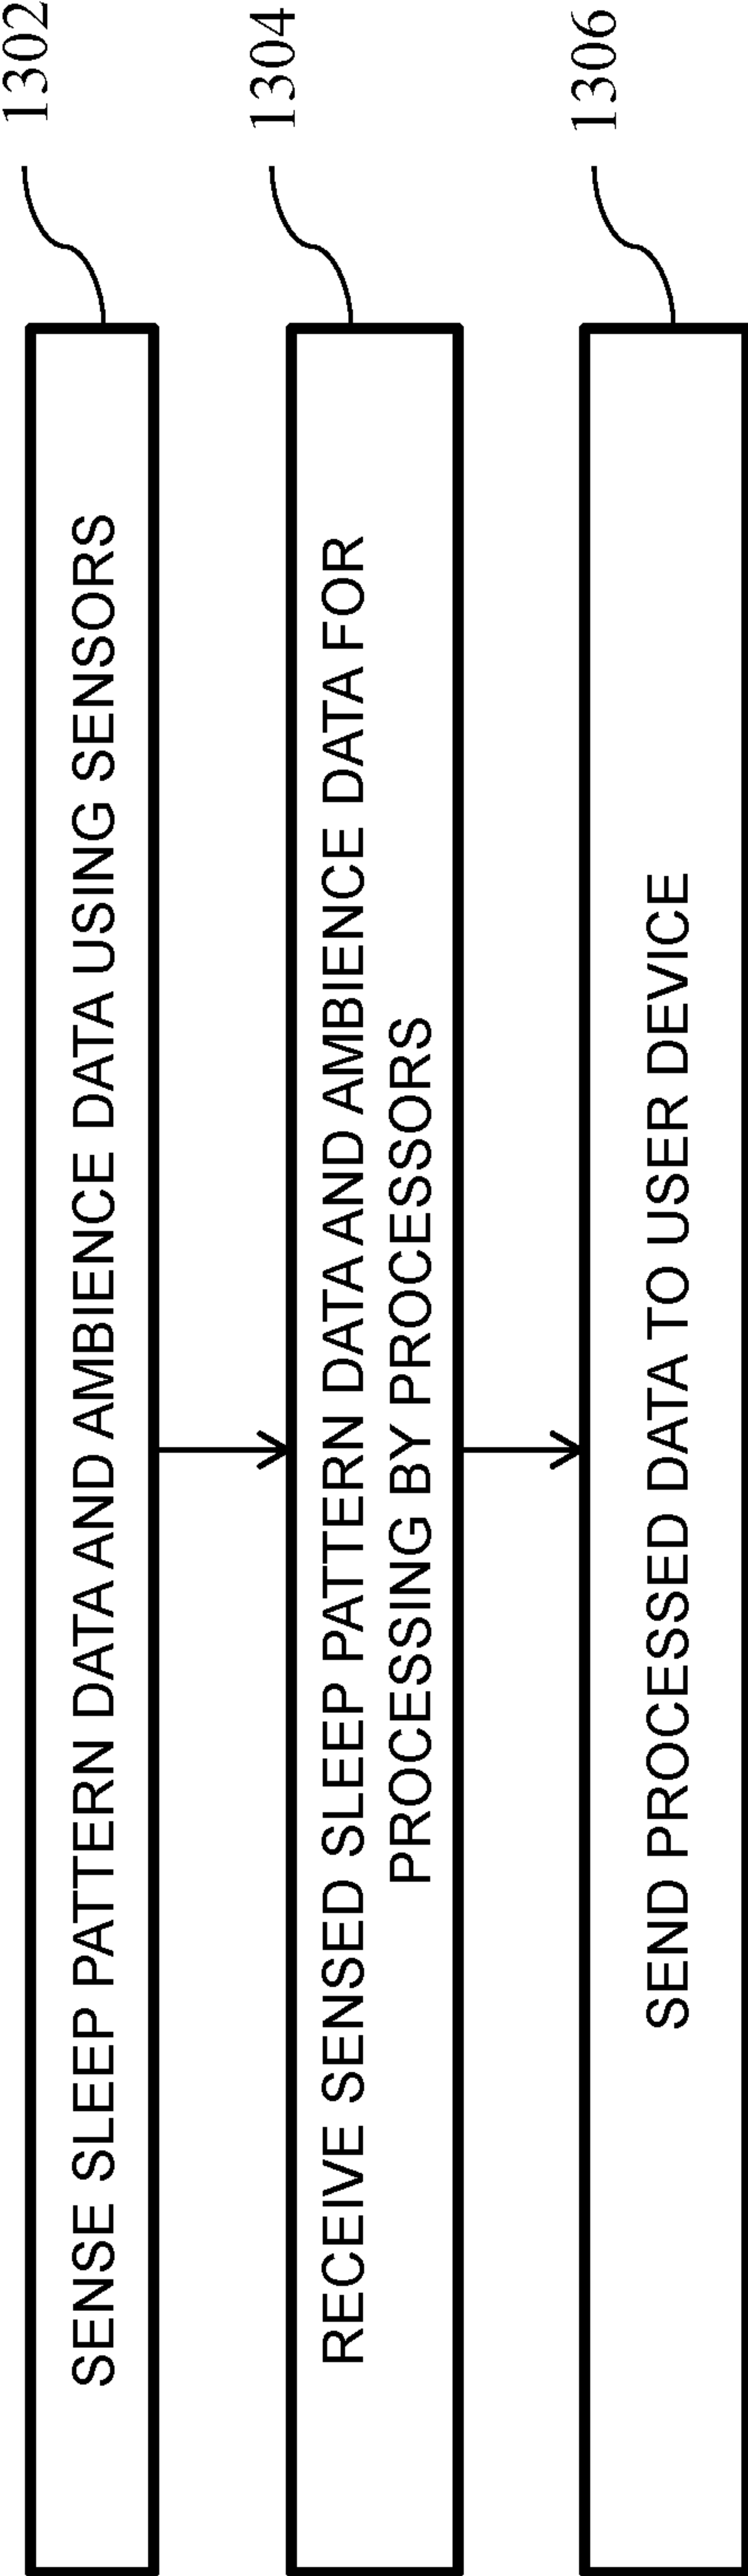 1302
SENSE SLEEP PATTERN DATA AND AMBIENCE DATA USING SENSORS
1304
RECEIVE SENSED SLEEP PATTERN DATA AND AMBIENCE DATA FOR
PROCESSING BY PROCESSORS
1306
SEND PROCESSED DATA TO USER DEVICE